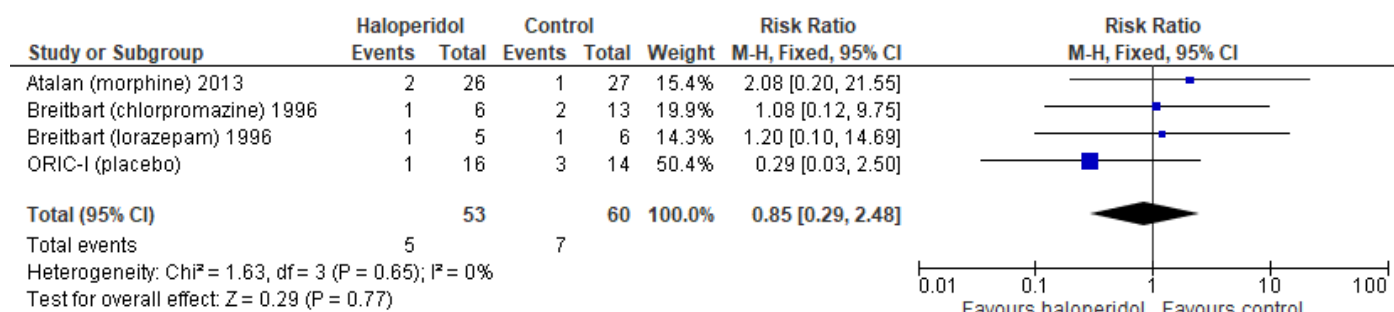 Haloperidol Control Risk Ratio Risk Ratio
Study or Subgroup Events Total Events Total Weight M-H, Fixed, 95% CI M-H, Fixed, 95% CI
Atalan (morphine) 2013 2 26 1 27 15.4% 2.08 [0.20, 21.55]
Breitbart (chlorpromazine) 1996 1 6 2 13 19.9% 1.08 [0.12, 9.75]
Breitbart (lorazepam) 1996 1 5 1 6 14.3% 1.20 [0.10, 14.69]
ORIC-I (placebo) 1 16 3 14 50.4% 0.29 [0.03, 2.50]
Total (95% CI) 53 60 100.0% 0.85 [0.29, 2.48]
Total events 5 7
Heterogeneity: Chi² = 1.63, df = 3 (P = 0.65); I² = 0%
Test for overall effect: Z = 0.29 (P = 0.77)
0.01 0.1 1 10 100
Favours haloperidol Favours control